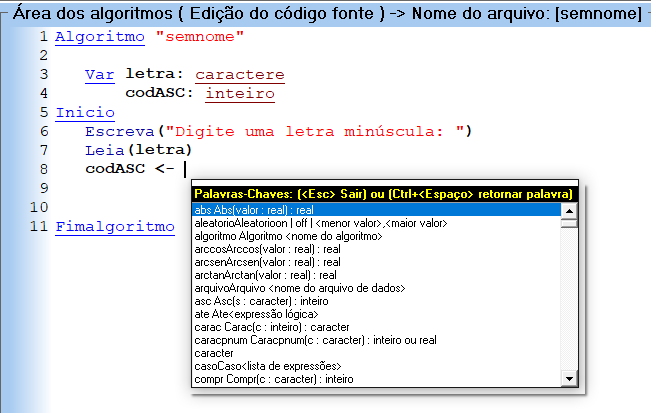 Área dos algoritmos ( Edição do código fonte ) -> Nome do arquivo: [semnome]
1 Algoritmo "semnome"
2
3 Var letra: caractere
4 codASC: inteiro
5 Inicio
6 Escreva("Digite uma letra minúscula: ")
7 Leia(letra)
8 codASC <-
9
10
11 Fimalgoritmo
Palavras-Chaves: (<Esc> Sair) ou (Ctrl+<Espaço> retornar palavra)
abs Abs(valor : real) : real
aleatorioAleatorioon | off | <menor valor>,<maior valor>
algoritmo Algoritmo <nome do algoritmo>
arccosArccos(valor : real) : real
arcsenArcsen(valor : real) : real
arctanArctan(valor : real) : real
arquivoArquivo <nome do arquivo de dados>
asc Asc(s : caracter) : inteiro
ate Ate<expressão lógica>
carac Carac(c : inteiro) : caracter
caracpnum Caracpnum(c : caracter) : inteiro ou real
caracter
casoCaso<lista de expressões>
compr Compr(c : caracter) : inteiro